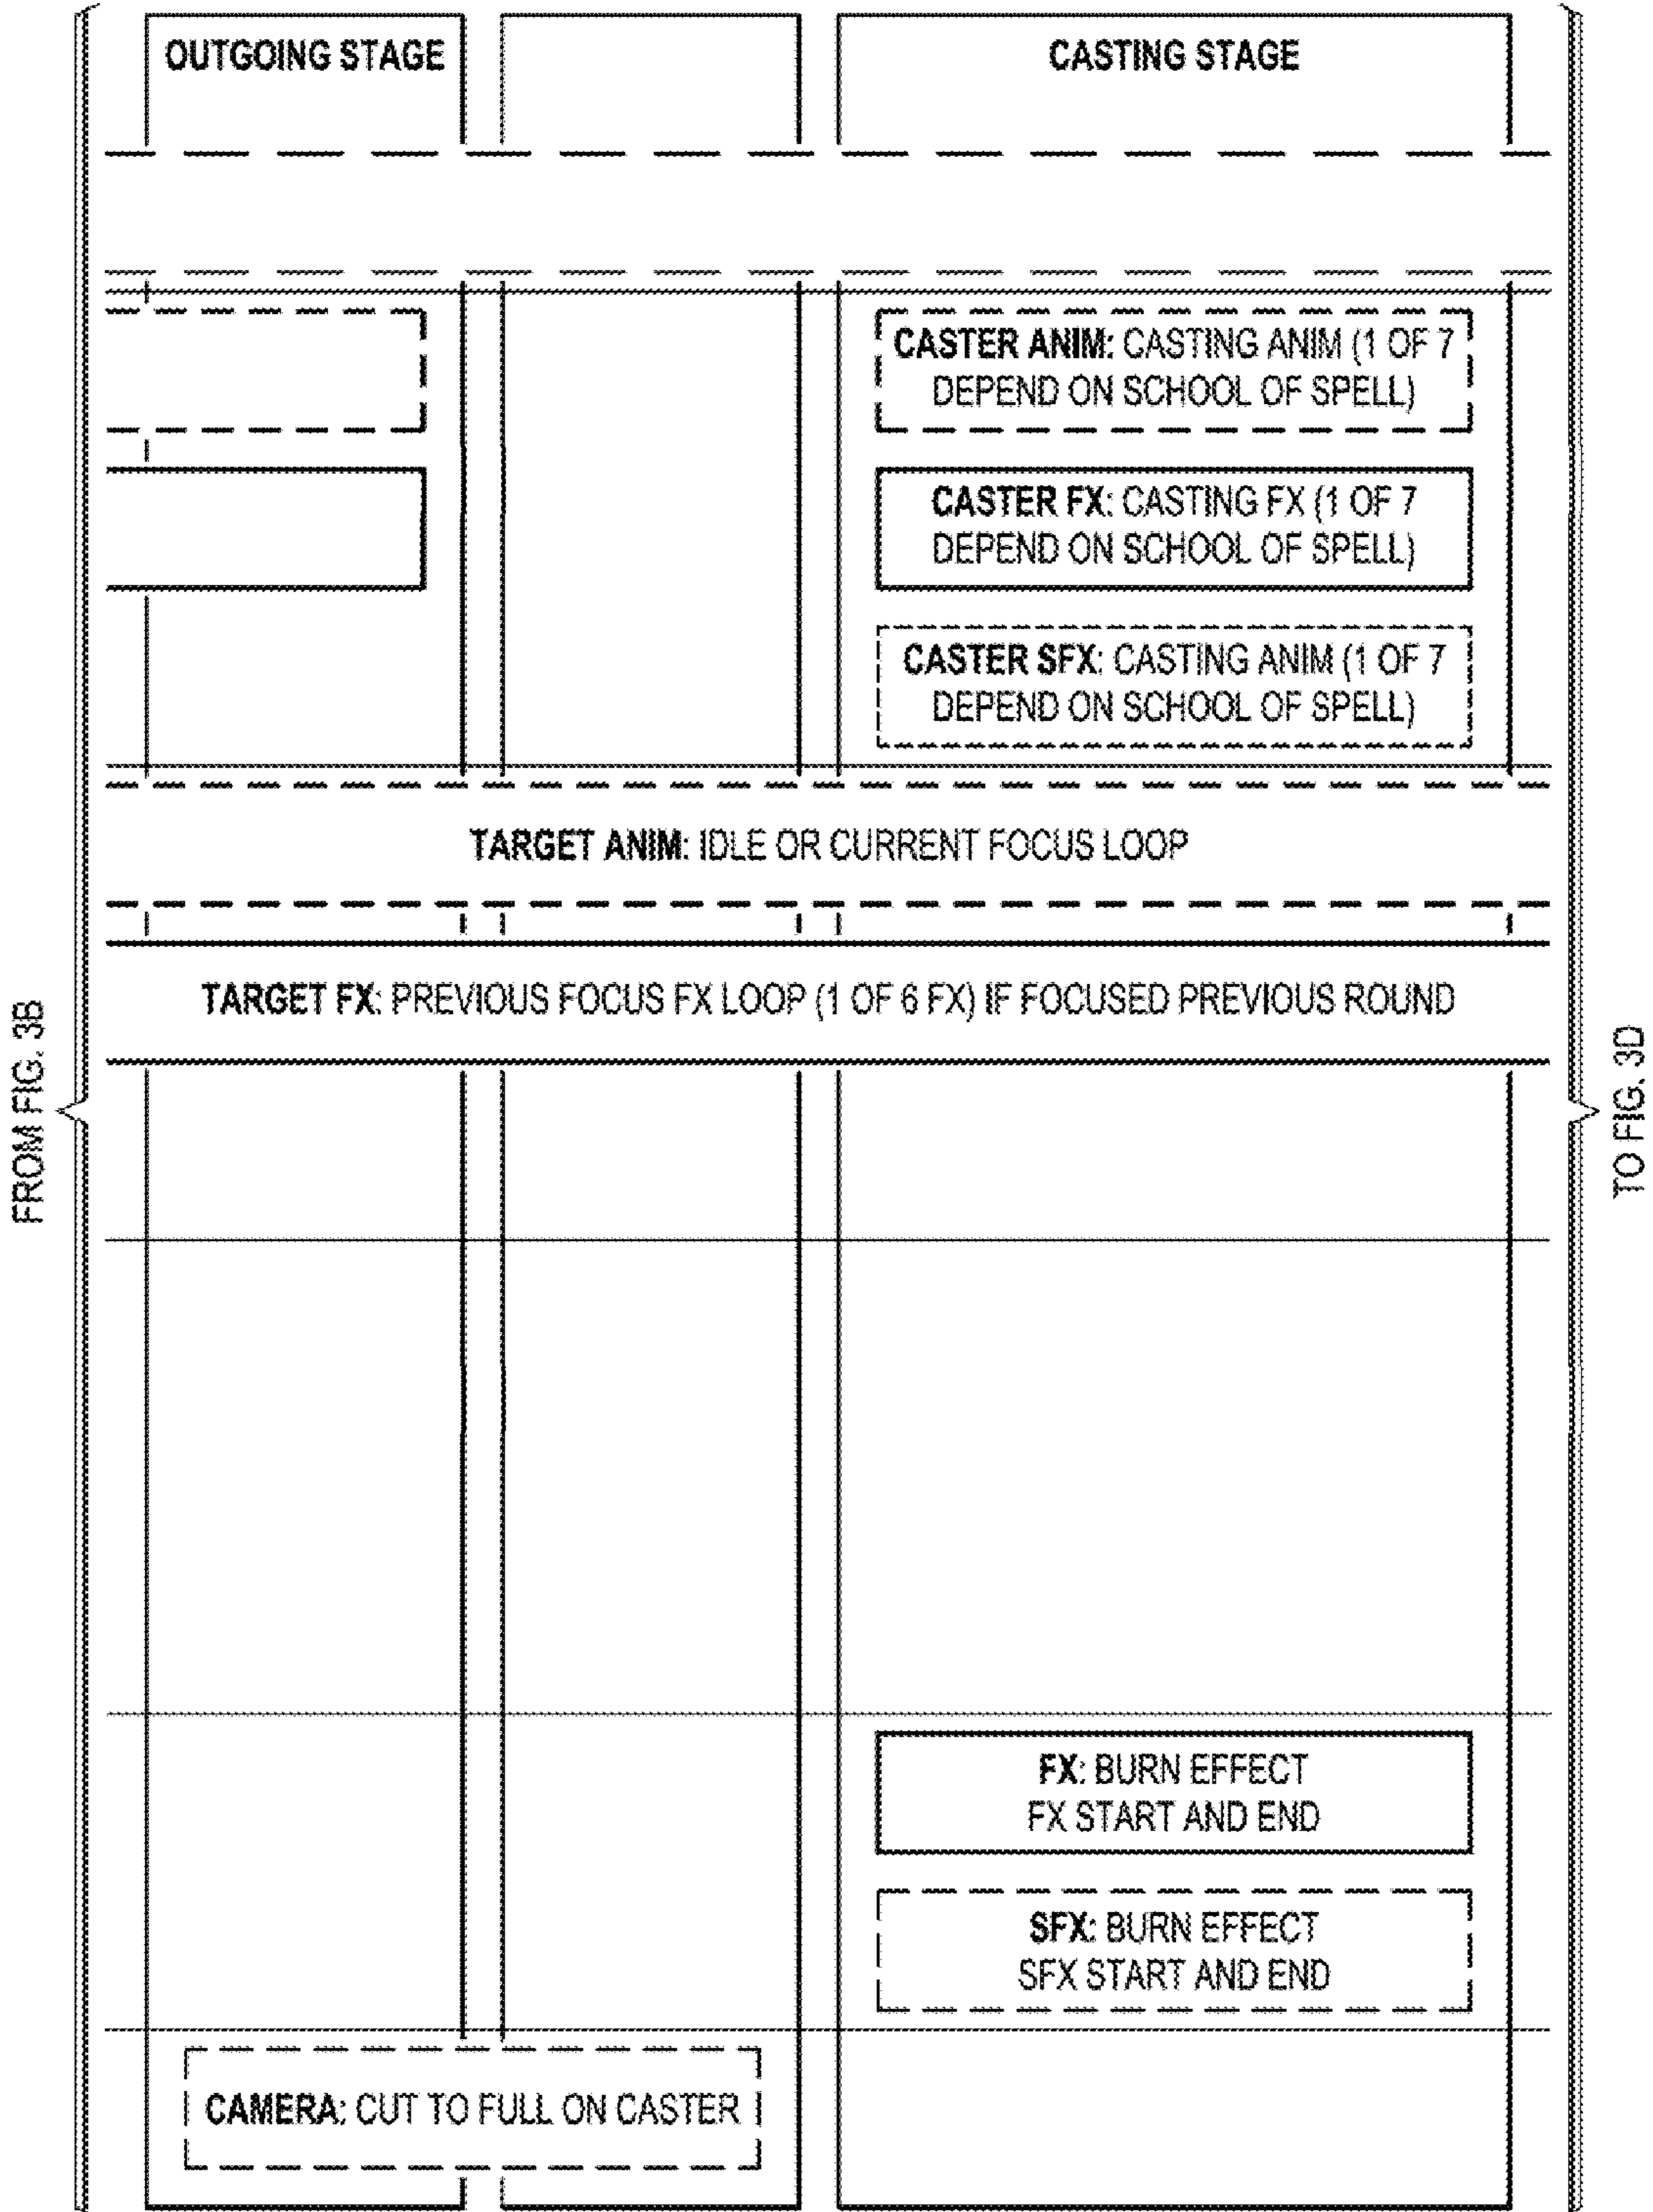 OUTGOING STAGE
CASTING STAGE
CASTER ANIM: CASTING ANIM (1 OF 7
DEPEND ON SCHOOL OF SPELL)
CASTER FX: CASTING FX (1 OF 7
DEPEND ON SCHOOL OF SPELL)
CASTER SFX: CASTING ANIM (1 OF 7
DEPEND ON SCHOOL OF SPELL)
TARGET ANIM: IDLE OR CURRENT FOCUS LOOP
TARGET FX: PREVIOUS FOCUS FX LOOP (1 OF 6 FX) IF FOCUSED PREVIOUS ROUND
FROM FIG. 3B
TO FIG. 3D
FX: BURN EFFECT
FX START AND END
SFX: BURN EFFECT
SFX START AND END
CAMERA: CUT TO FULL ON CASTER